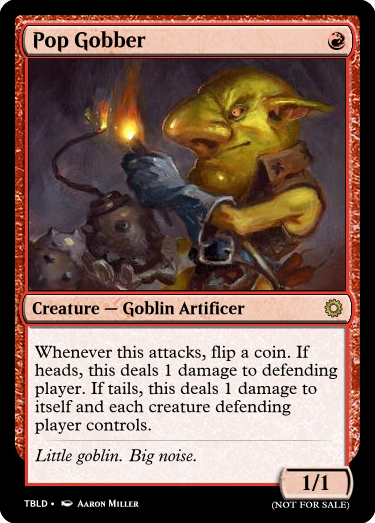 Pop Gobber
Creature — Goblin Artificer
Whenever this attacks, flip a coin. If
heads, this deals 1 damage to defending
player. If tails, this deals 1 damage to
itself and each creature defending
player controls.
Little goblin. Big noise.
1/1
TBLD • Aaron Miller
(NOT FOR SALE)